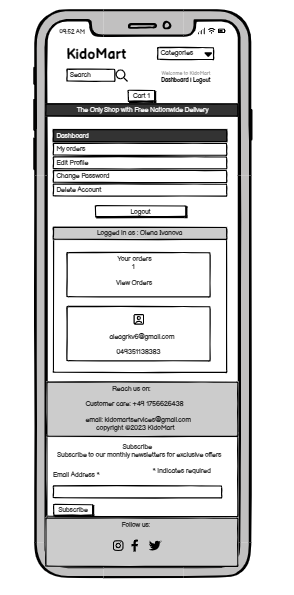 09:52 AM
KidoMart
Categories
Search
Welcome to KidoMart
Dashboard | Logout
Cart 1
The Only Shop with Free Nationwide Delivery
Dashboard
My orders
Edit Profile
Change Password
Delete Account
Logout
Logged in as : Olena Ivanova
Your orders
1
View Orders
oleagrkv6@gmail.com
049351138383
Reach us on:
Customer care: +49 1756626438
email: kidomartservices@gmail.com
copyright ©2023 KidoMart
Subscribe
Subscribe to our monthly newsletters for exclusive offers
* Indicates required
Email Address *
Subscribe
Follow us: